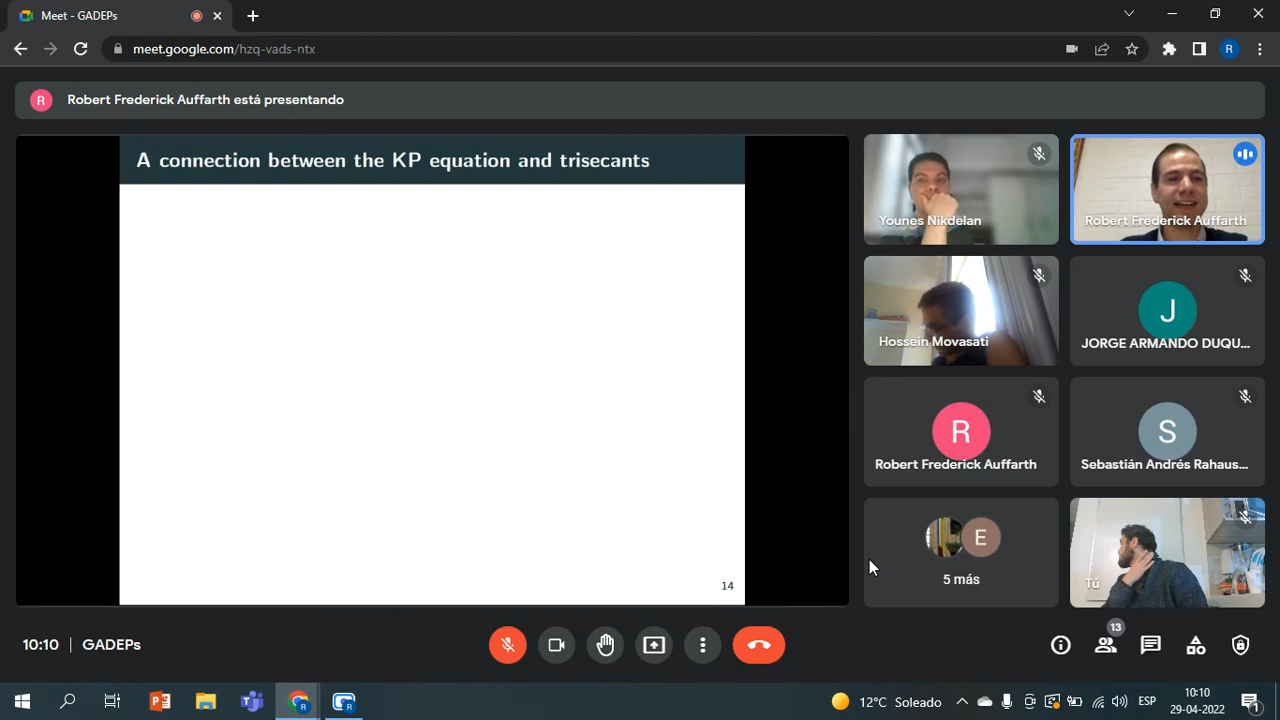 Meet - GADEPs
meet.google.com/hzq-vads-ntx
R
R
Robert Frederick Auffarth está presentando
A connection between the KP equation and trisecants
14
Younes Nikdelan
Robert Frederick Auffarth
Hossein Movasati
J
JORGE ARMANDO DUQU...
R
Robert Frederick Auffarth
S
Sebastián Andrés Rahaus...
E
5 más
Tú
10:10 | GADEPs
13
12°C Soleado
ESP
10:10
29-04-2022
1